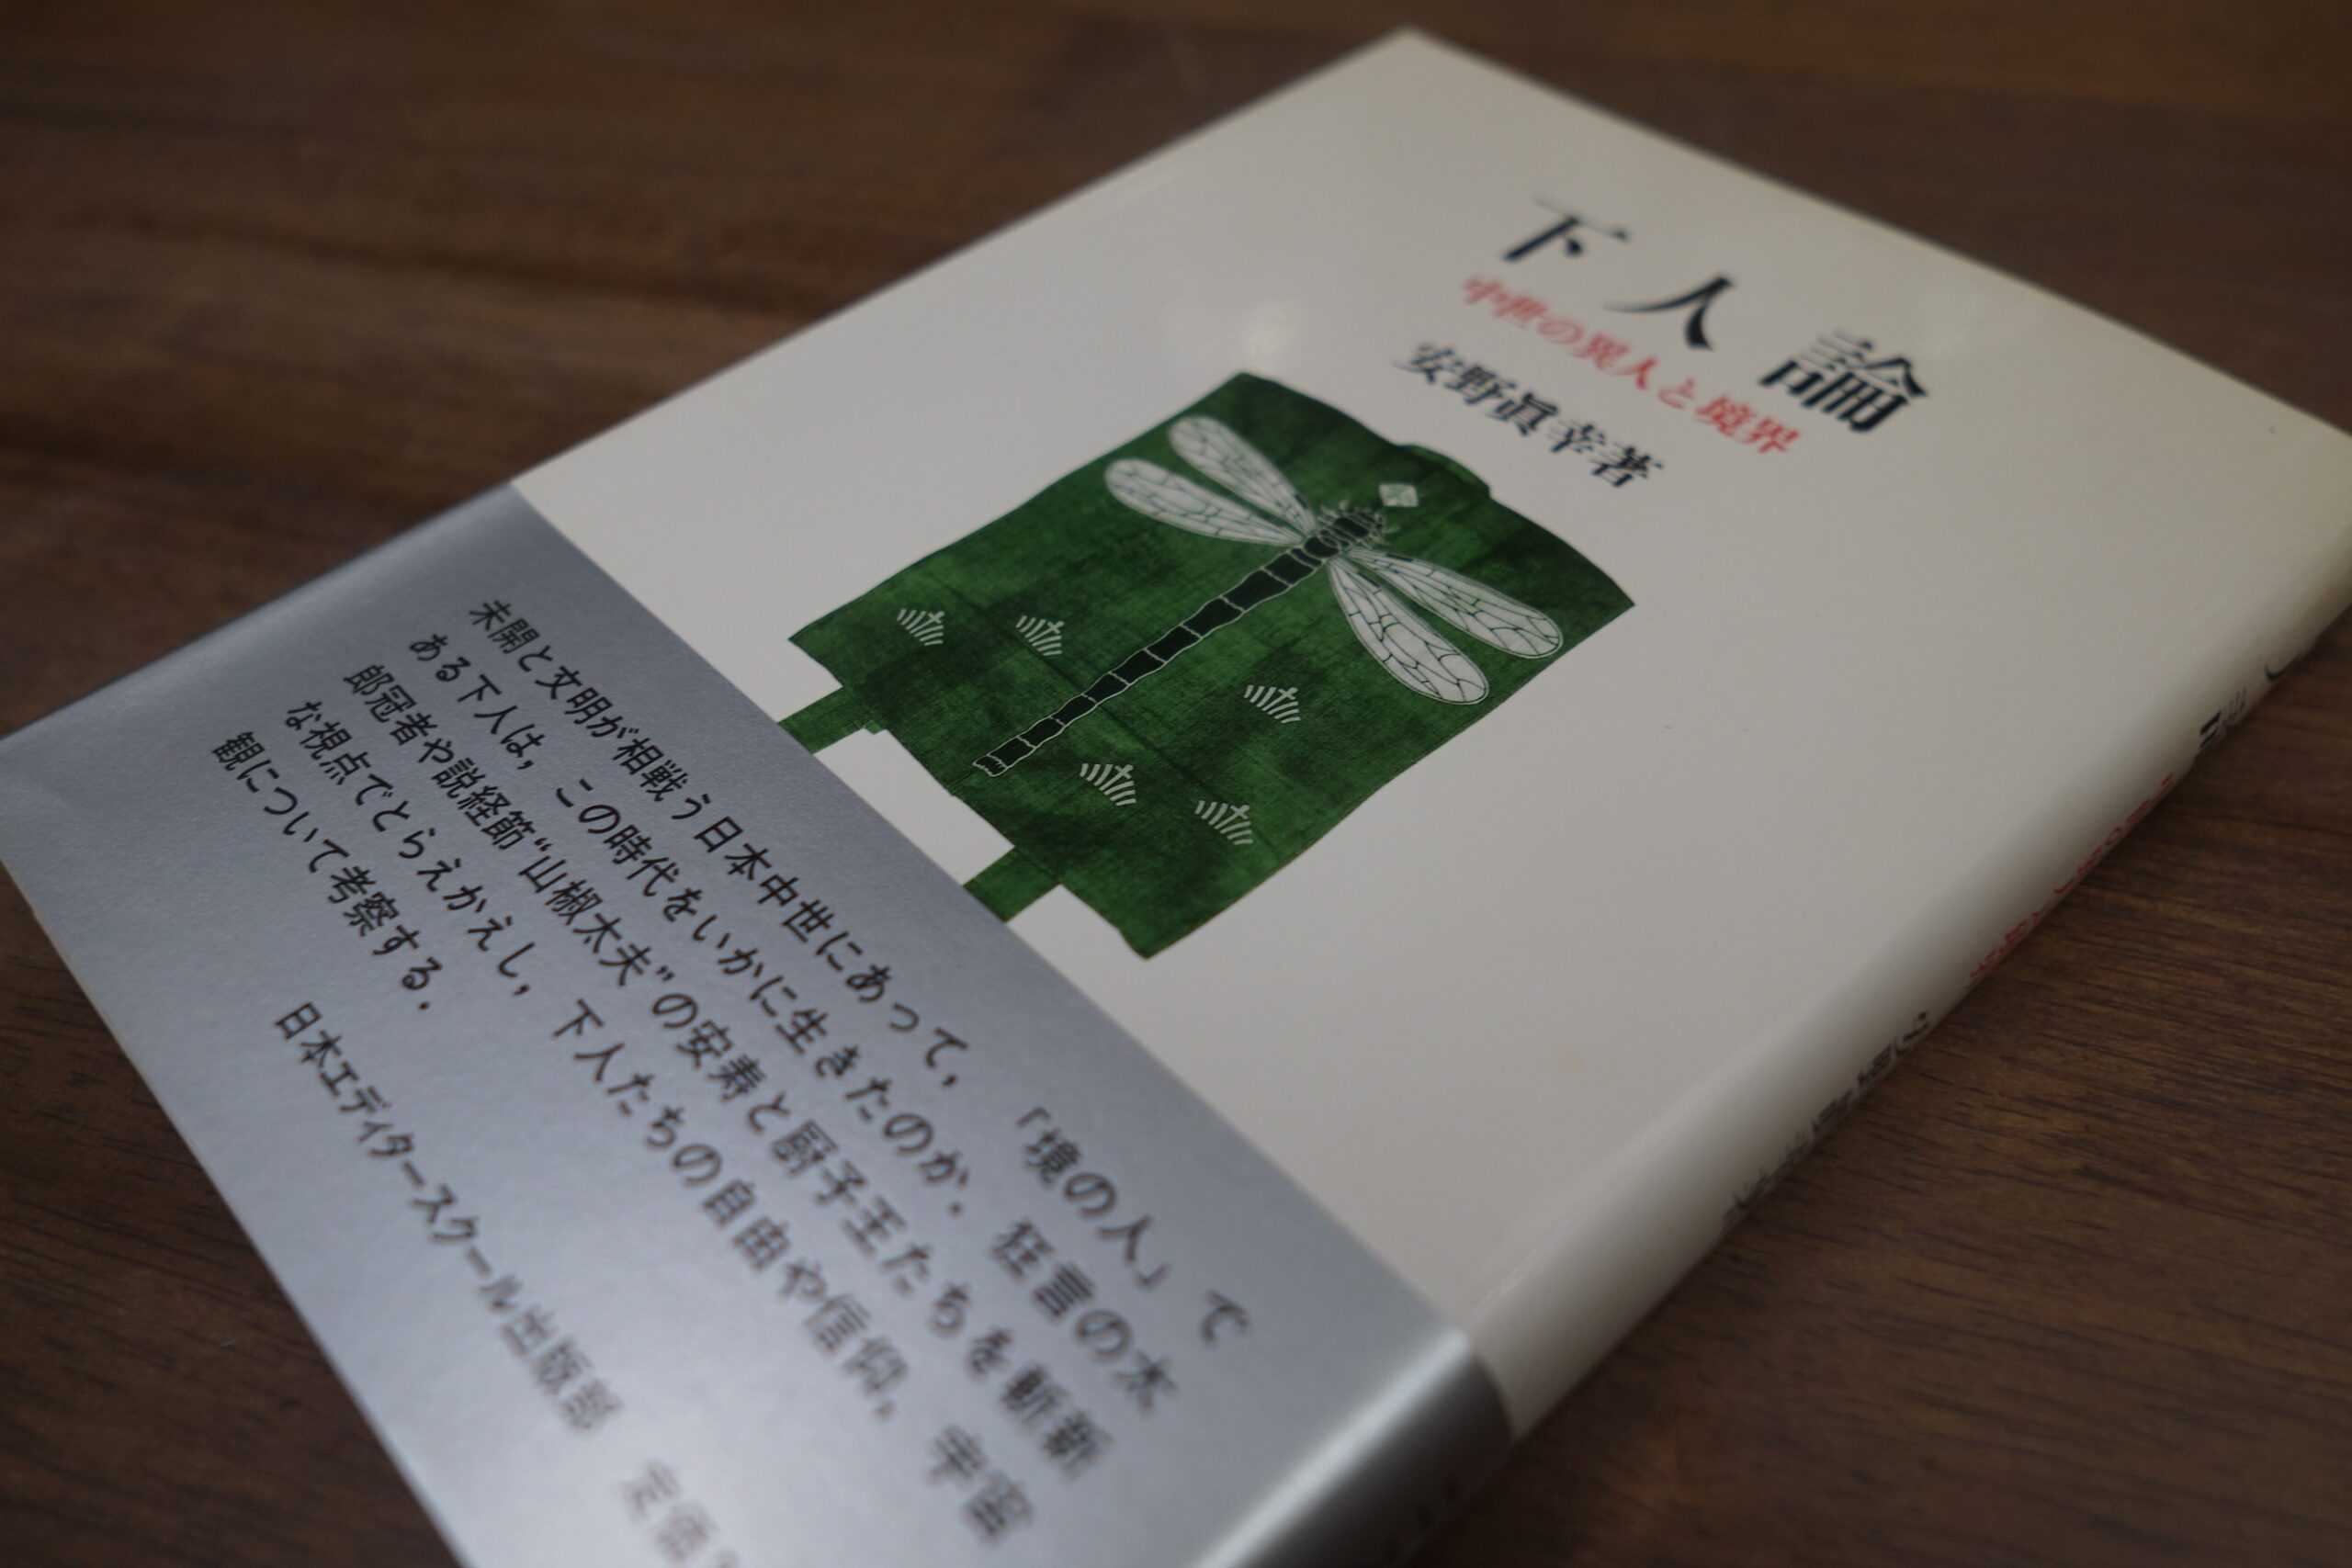 下人論
中世の異人と境界
安野眞幸著
未開と文明が相戦う日本中世にあって，「境の人」で
ある下人は，この時代をいかに生きたのか．狂言の太
郎冠者や説経節“山椒太夫”の安寿と厨子王たちを斬新
な視点でとらえかえし，下人たちの自由や信仰，宇宙
観について考察する．
日本エディタースクール出版部 定価